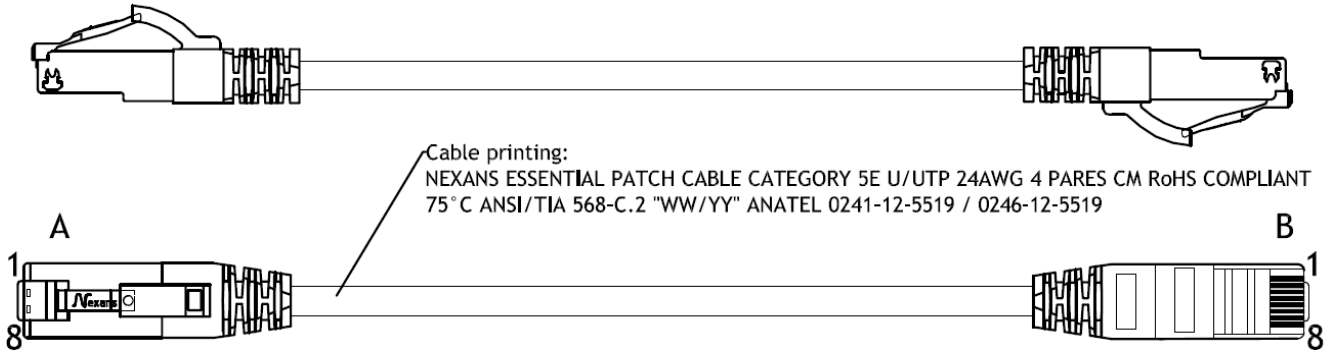 Cable printing:
NEXANS ESSENTIAL PATCH CABLE CATEGORY 5E U/UTP 24AWG 4 PARES CM RoHS COMPLIANT
75°C ANSI/TIA 568-C.2 "WW/YY" ANATEL 0241-12-5519 / 0246-12-5519
A B
1 1
Nexans
8 8